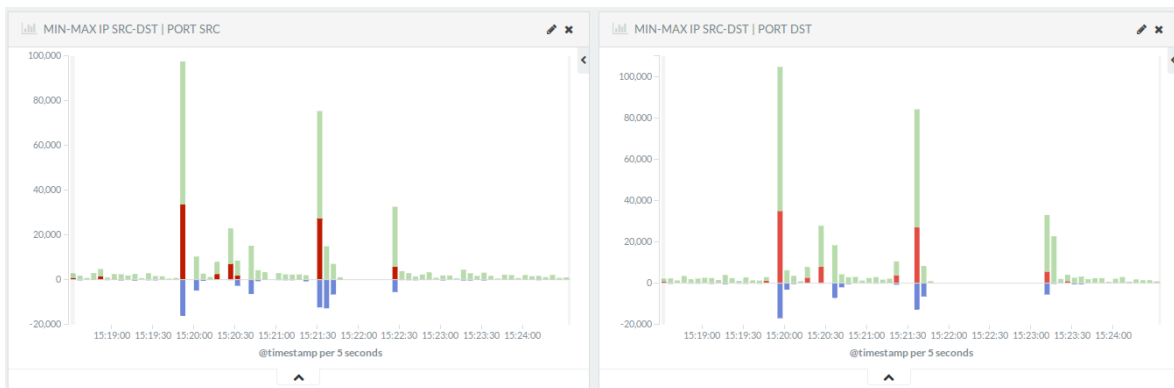 MIN-MAX IP SRC-DST | PORT SRC
100,000
80,000
60,000
40,000
20,000
0
-20,000
15:19:00 15:19:30 15:20:00 15:20:30 15:21:00 15:21:30 15:22:00 15:22:30 15:23:00 15:23:30 15:24:00
@timestamp per 5 seconds
MIN-MAX IP SRC-DST | PORT DST
100,000
80,000
60,000
40,000
20,000
0
-20,000
15:19:00 15:19:30 15:20:00 15:20:30 15:21:00 15:21:30 15:22:00 15:22:30 15:23:00 15:23:30 15:24:00
@timestamp per 5 seconds